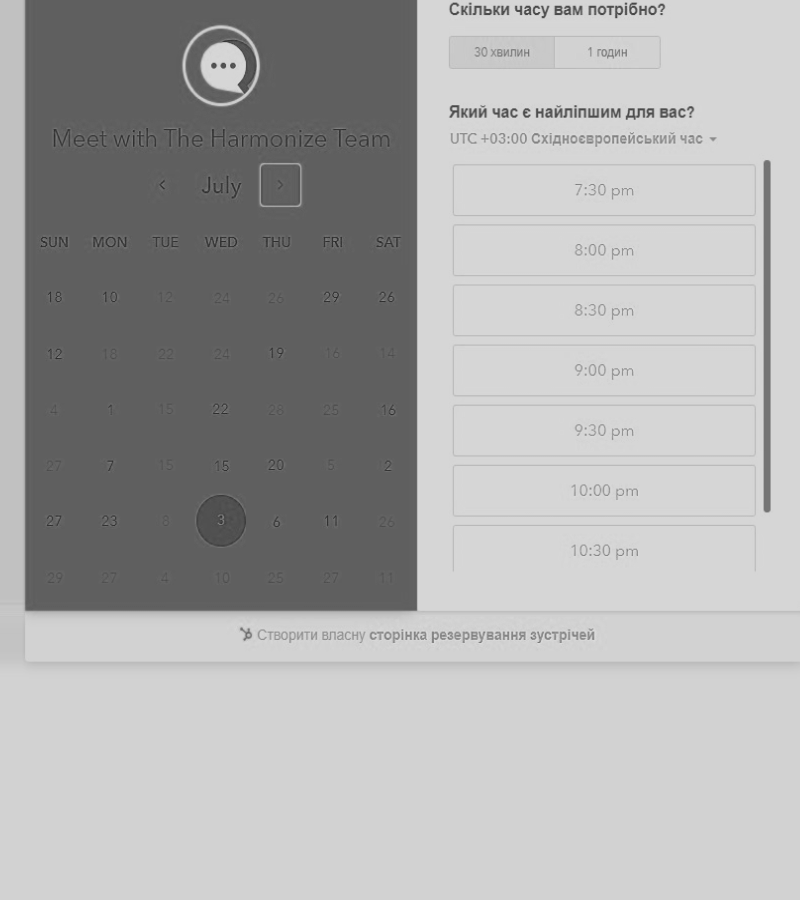 Meet with The Harmonize Team
July
SUN MON TUE WED THU FRI SAT
18 10 12 24 26 29 26
12 18 22 24 19 16 14
4 1 15 22 28 25 16
27 7 15 15 20 5 2
27 23 8 3 6 11 26
29 27 4 10 25 27 11
Скільки часу вам потрібно?
30 хвилин 1 годин
Який час є найліпшим для вас?
UTC +03:00 Східноєвропейський час
7:30 pm
8:00 pm
8:30 pm
9:00 pm
9:30 pm
10:00 pm
10:30 pm
Створити власну сторінка резервування зустрічей